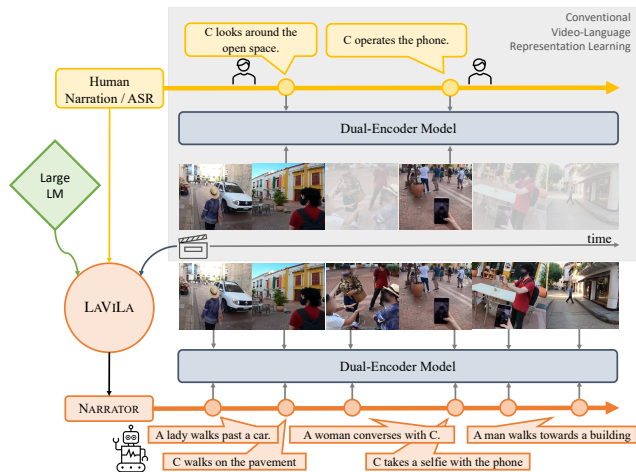 Conventional
Video-Language
Representation Learning
C looks around the
open space.
C operates the phone.
Human
Narration / ASR
Dual-Encoder Model
Large
LM
time
LAVILA
Dual-Encoder Model
NARRATOR
A lady walks past a car.
A woman converses with C.
A man walks towards a building
C walks on the pavement
C takes a selfie with the phone